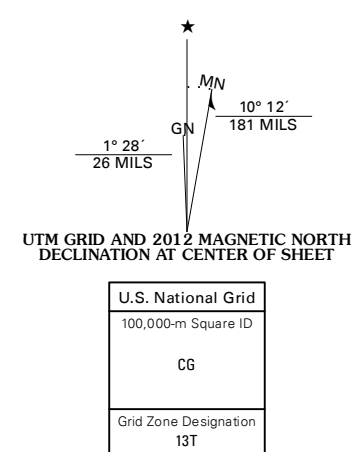 ★
MN
GN
10° 12´
181 MILS
1° 28´
26 MILS
UTM GRID AND 2012 MAGNETIC NORTH
DECLINATION AT CENTER OF SHEET
U.S. National Grid
100,000-m Square ID
CG
Grid Zone Designation
13T